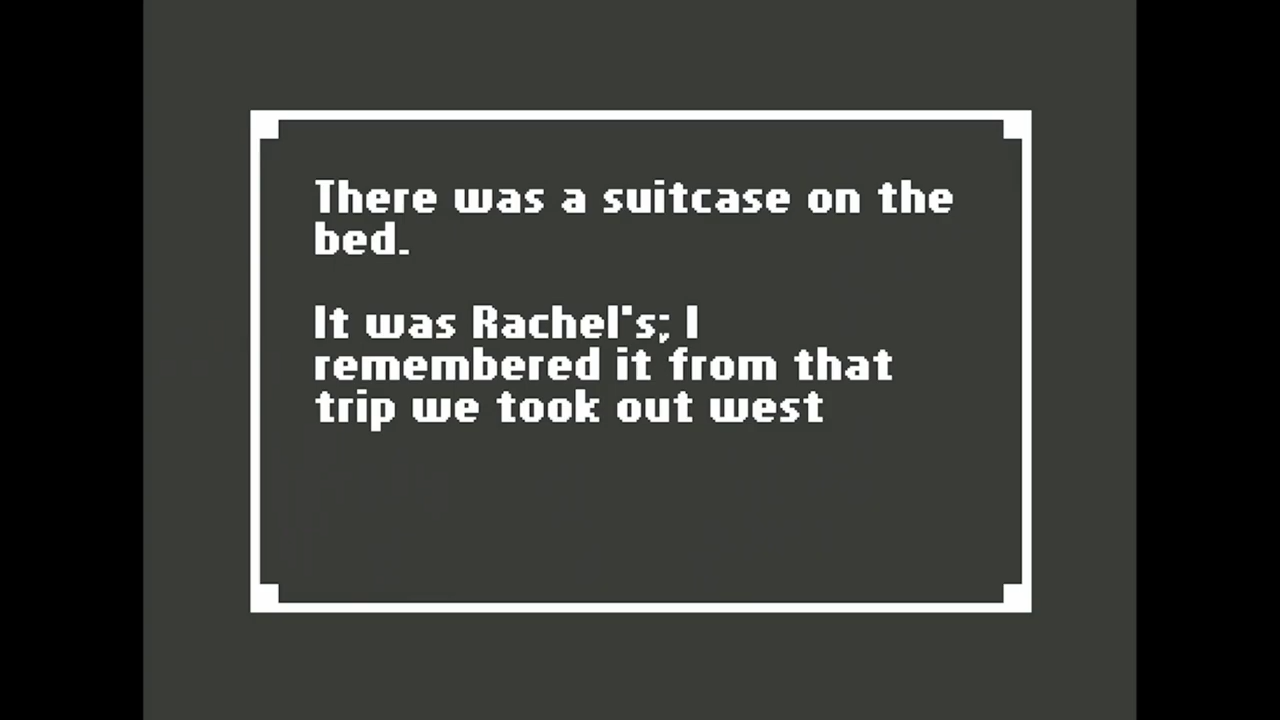 There was a suitcase on the
bed.
It was Rachel's; I
remembered it from that
trip we took out west